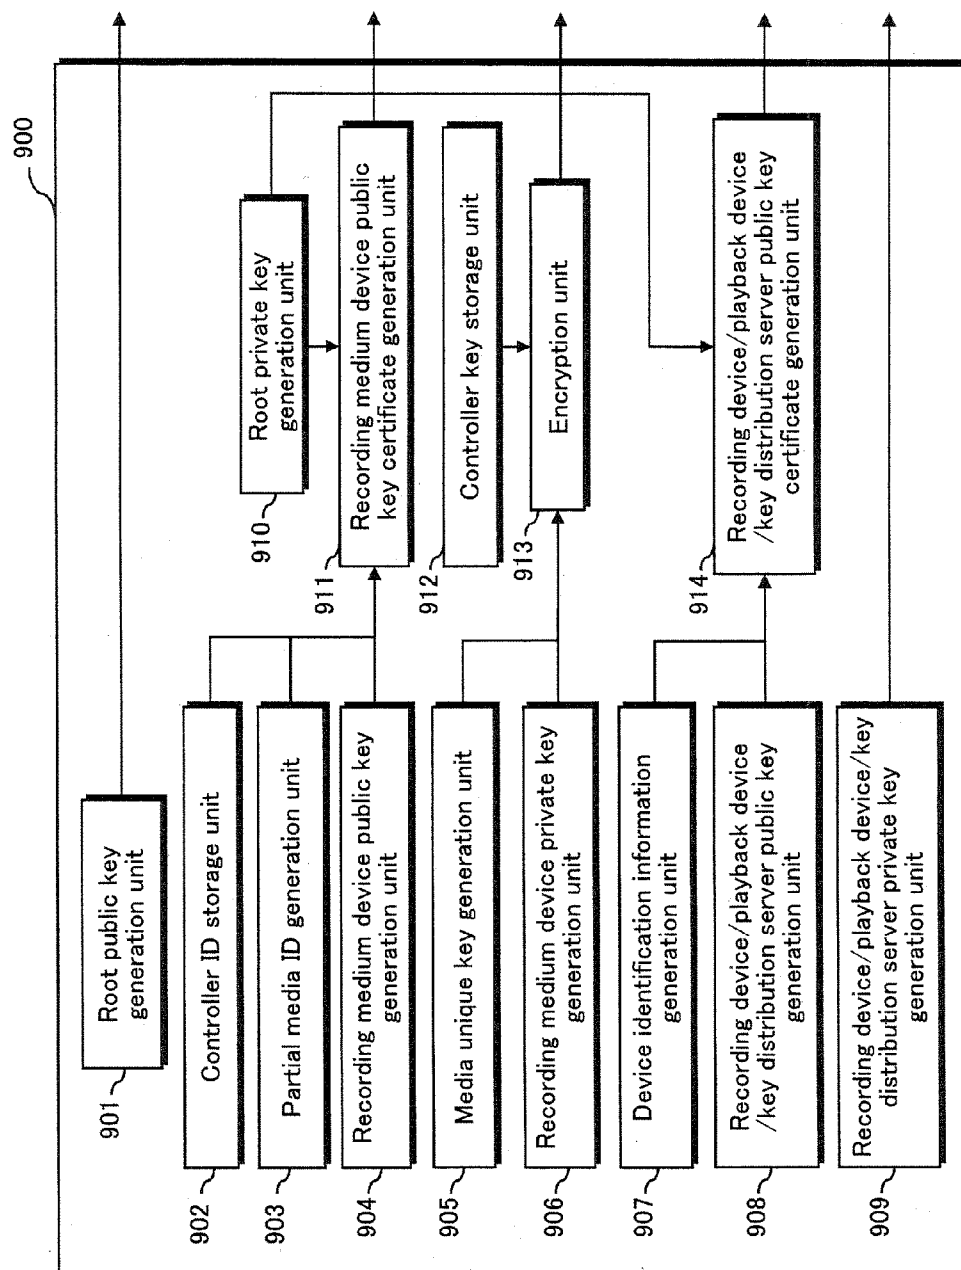 900
Root public key
generation unit
901
Controller ID storage unit
902
Partial media ID generation unit
903
Recording medium device public key
generation unit
904
Media unique key generation unit
905
Recording medium device private key
generation unit
906
Device identification information
generation unit
907
Recording device/playback device
/key distribution server public key
generation unit
908
Recording device/playback device/key
distribution server private key
generation unit
909
Root private key
generation unit
910
Recording medium device public
key certificate generation unit
911
Controller key storage unit
912
Encryption unit
913
Recording device/playback device
/key distribution server public key
certificate generation unit
914